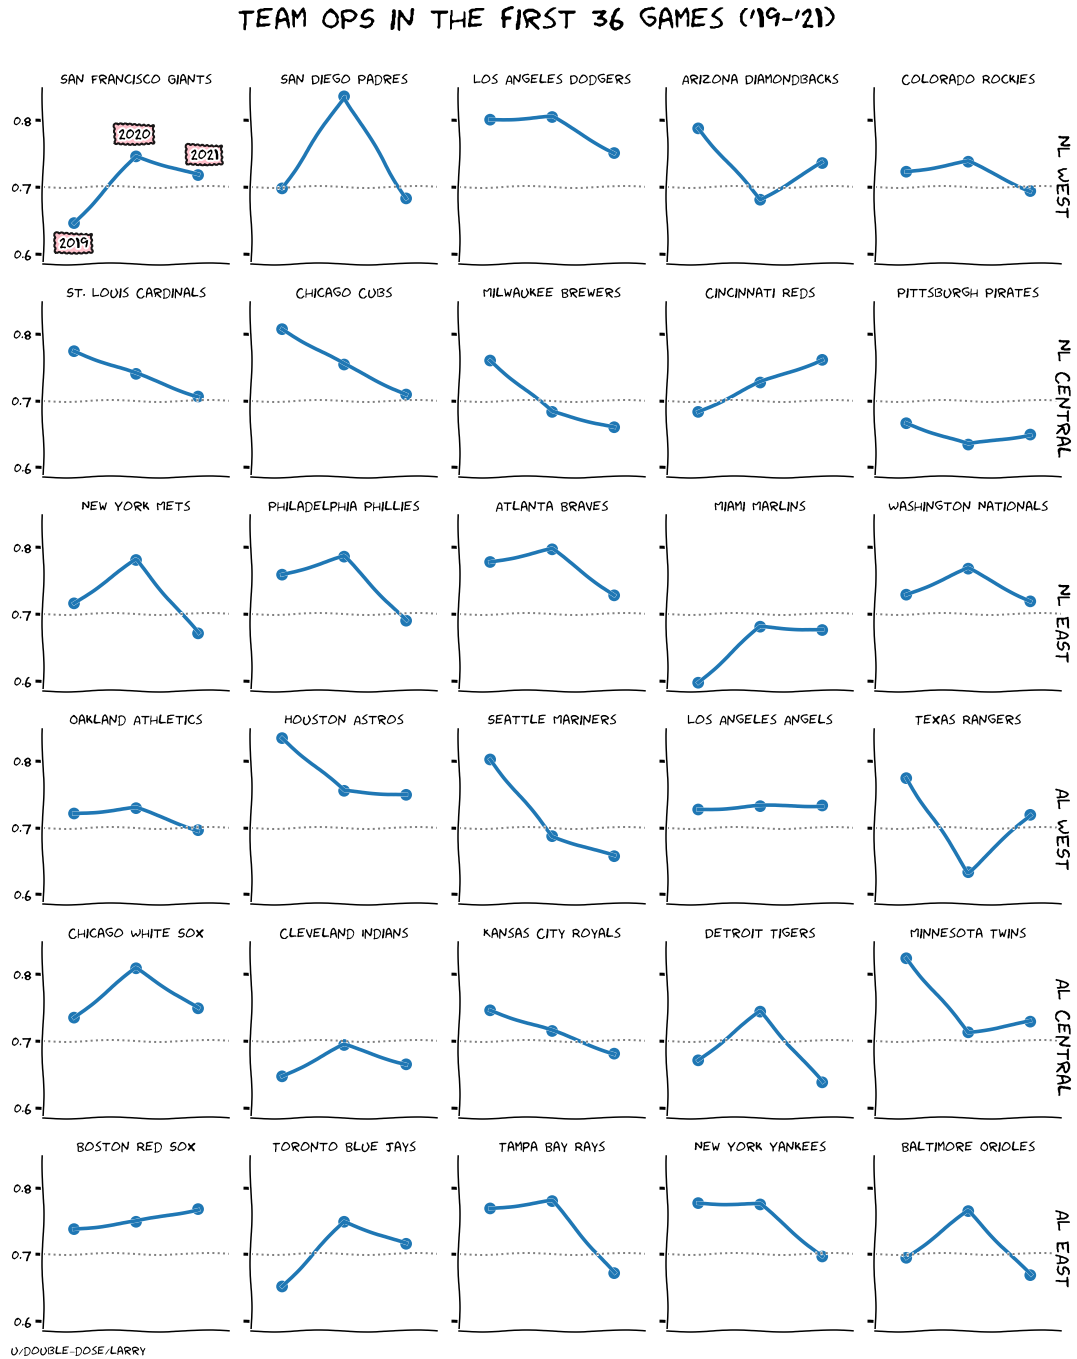 TEAM OPS IN THE FIRST 36 GAMES ('19-'21)
SAN FRANCISCO GIANTS
SAN DIEGO PADRES
LOS ANGELES DODGERS
ARIZONA DIAMONDBACKS
COLORADO ROCKIES
0.8
2020
2021
0.7
2019
0.6
NL WEST
ST. LOUIS CARDINALS
CHICAGO CUBS
MILWAUKEE BREWERS
CINCINNATI REDS
PITTSBURGH PIRATES
0.8
0.7
0.6
NL CENTRAL
NEW YORK METS
PHILADELPHIA PHILLIES
ATLANTA BRAVES
MIAMI MARLINS
WASHINGTON NATIONALS
0.8
0.7
0.6
NL EAST
OAKLAND ATHLETICS
HOUSTON ASTROS
SEATTLE MARINERS
LOS ANGELES ANGELS
TEXAS RANGERS
0.8
0.7
0.6
AL WEST
CHICAGO WHITE SOX
CLEVELAND INDIANS
KANSAS CITY ROYALS
DETROIT TIGERS
MINNESOTA TWINS
0.8
0.7
0.6
AL CENTRAL
BOSTON RED SOX
TORONTO BLUE JAYS
TAMPA BAY RAYS
NEW YORK YANKEES
BALTIMORE ORIOLES
0.8
0.7
0.6
AL EAST
U/DOUBLE-DOSE/LARRY